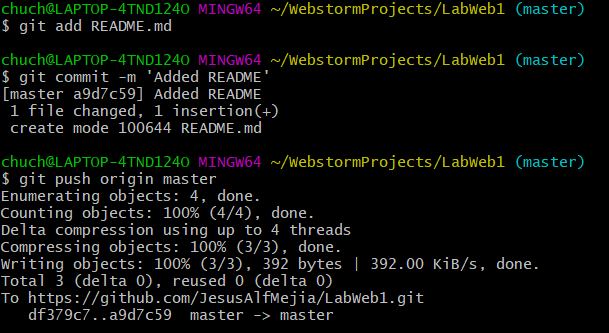 chuch@LAPTOP-4TND124O MINGW64 ~/WebstormProjects/LabWeb1 (master)
$ git add README.md
chuch@LAPTOP-4TND124O MINGW64 ~/WebstormProjects/LabWeb1 (master)
$ git commit -m 'Added README'
[master a9d7c59] Added README
 1 file changed, 1 insertion(+)
 create mode 100644 README.md
chuch@LAPTOP-4TND124O MINGW64 ~/WebstormProjects/LabWeb1 (master)
$ git push origin master
Enumerating objects: 4, done.
Counting objects: 100% (4/4), done.
Delta compression using up to 4 threads
Compressing objects: 100% (3/3), done.
Writing objects: 100% (3/3), 392 bytes | 392.00 KiB/s, done.
Total 3 (delta 0), reused 0 (delta 0)
To https://github.com/JesusAlfMejia/LabWeb1.git
   df379c7..a9d7c59  master -> master